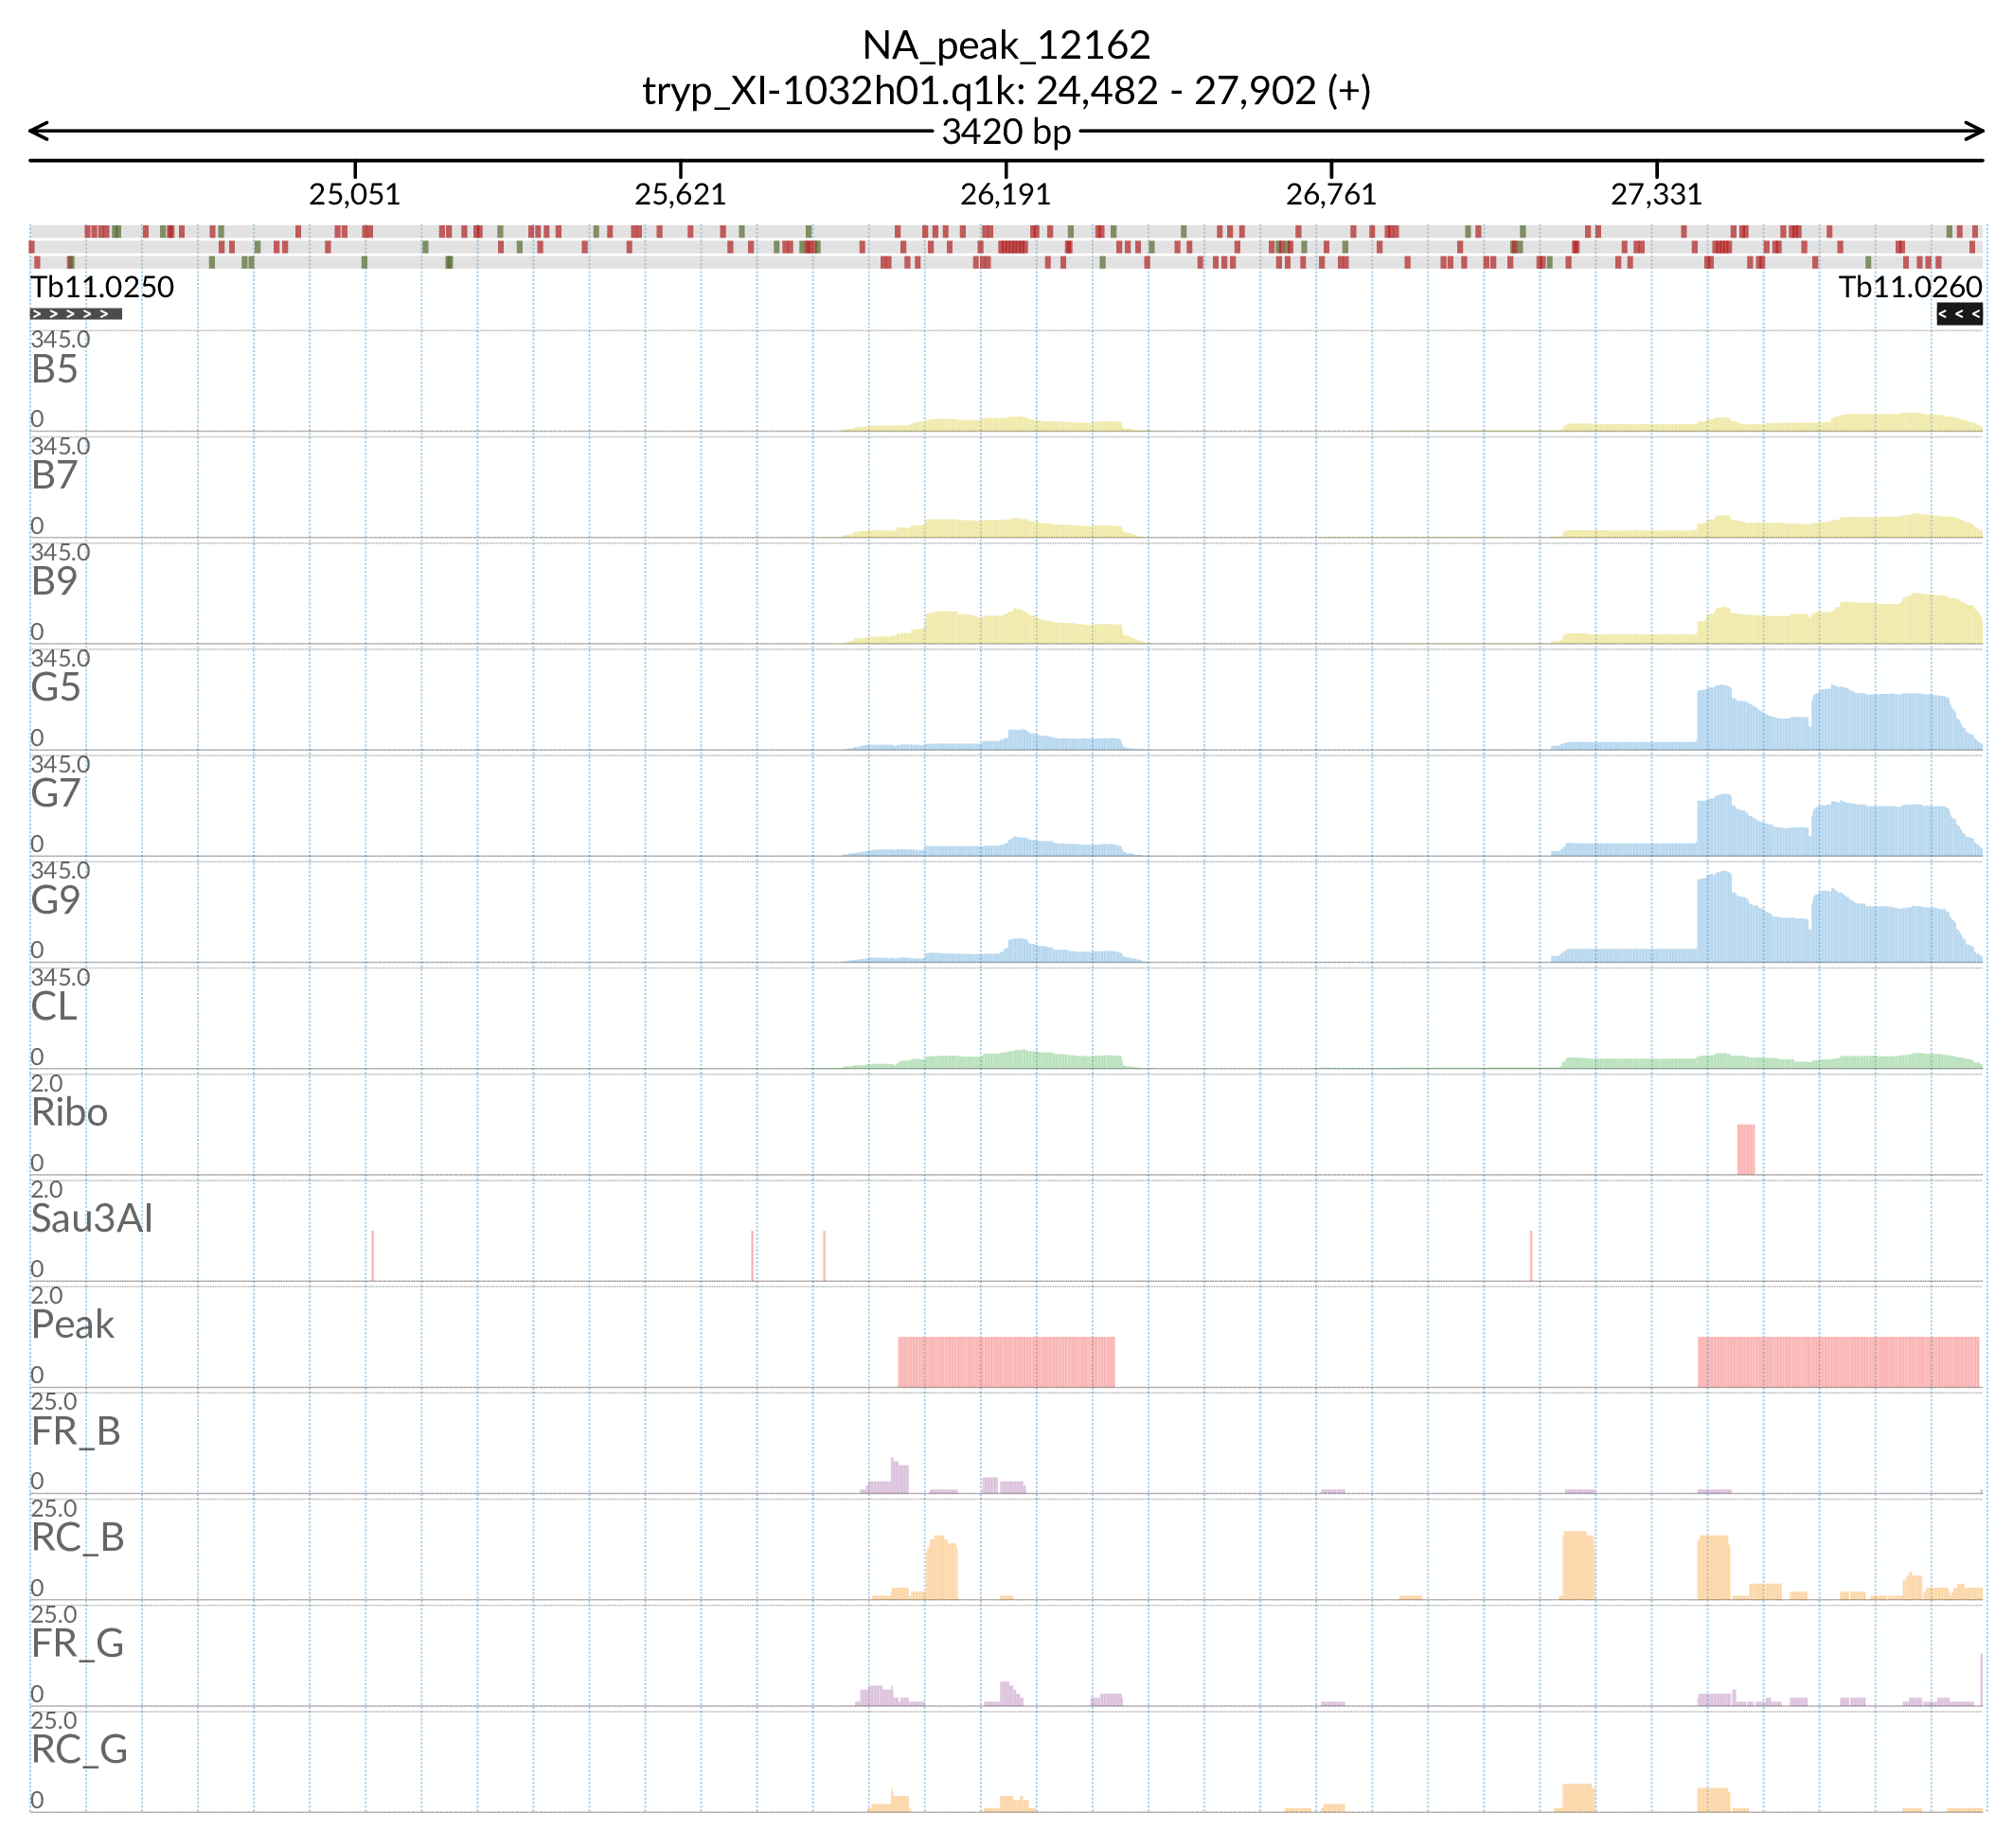 NA_peak_12162
tryp_XI-1032h01.q1k: 24,482 - 27,902 (+)
3420 bp
25,051 25,621 26,191 26,761 27,331
Tb11.0250 Tb11.0260
345.0
B5
0
345.0
B7
0
345.0
B9
0
345.0
G5
0
345.0
G7
0
345.0
G9
0
345.0
CL
0
2.0
Ribo
0
2.0
Sau3AI
0
2.0
Peak
0
25.0
FR_B
0
25.0
RC_B
0
25.0
FR_G
0
25.0
RC_G
0